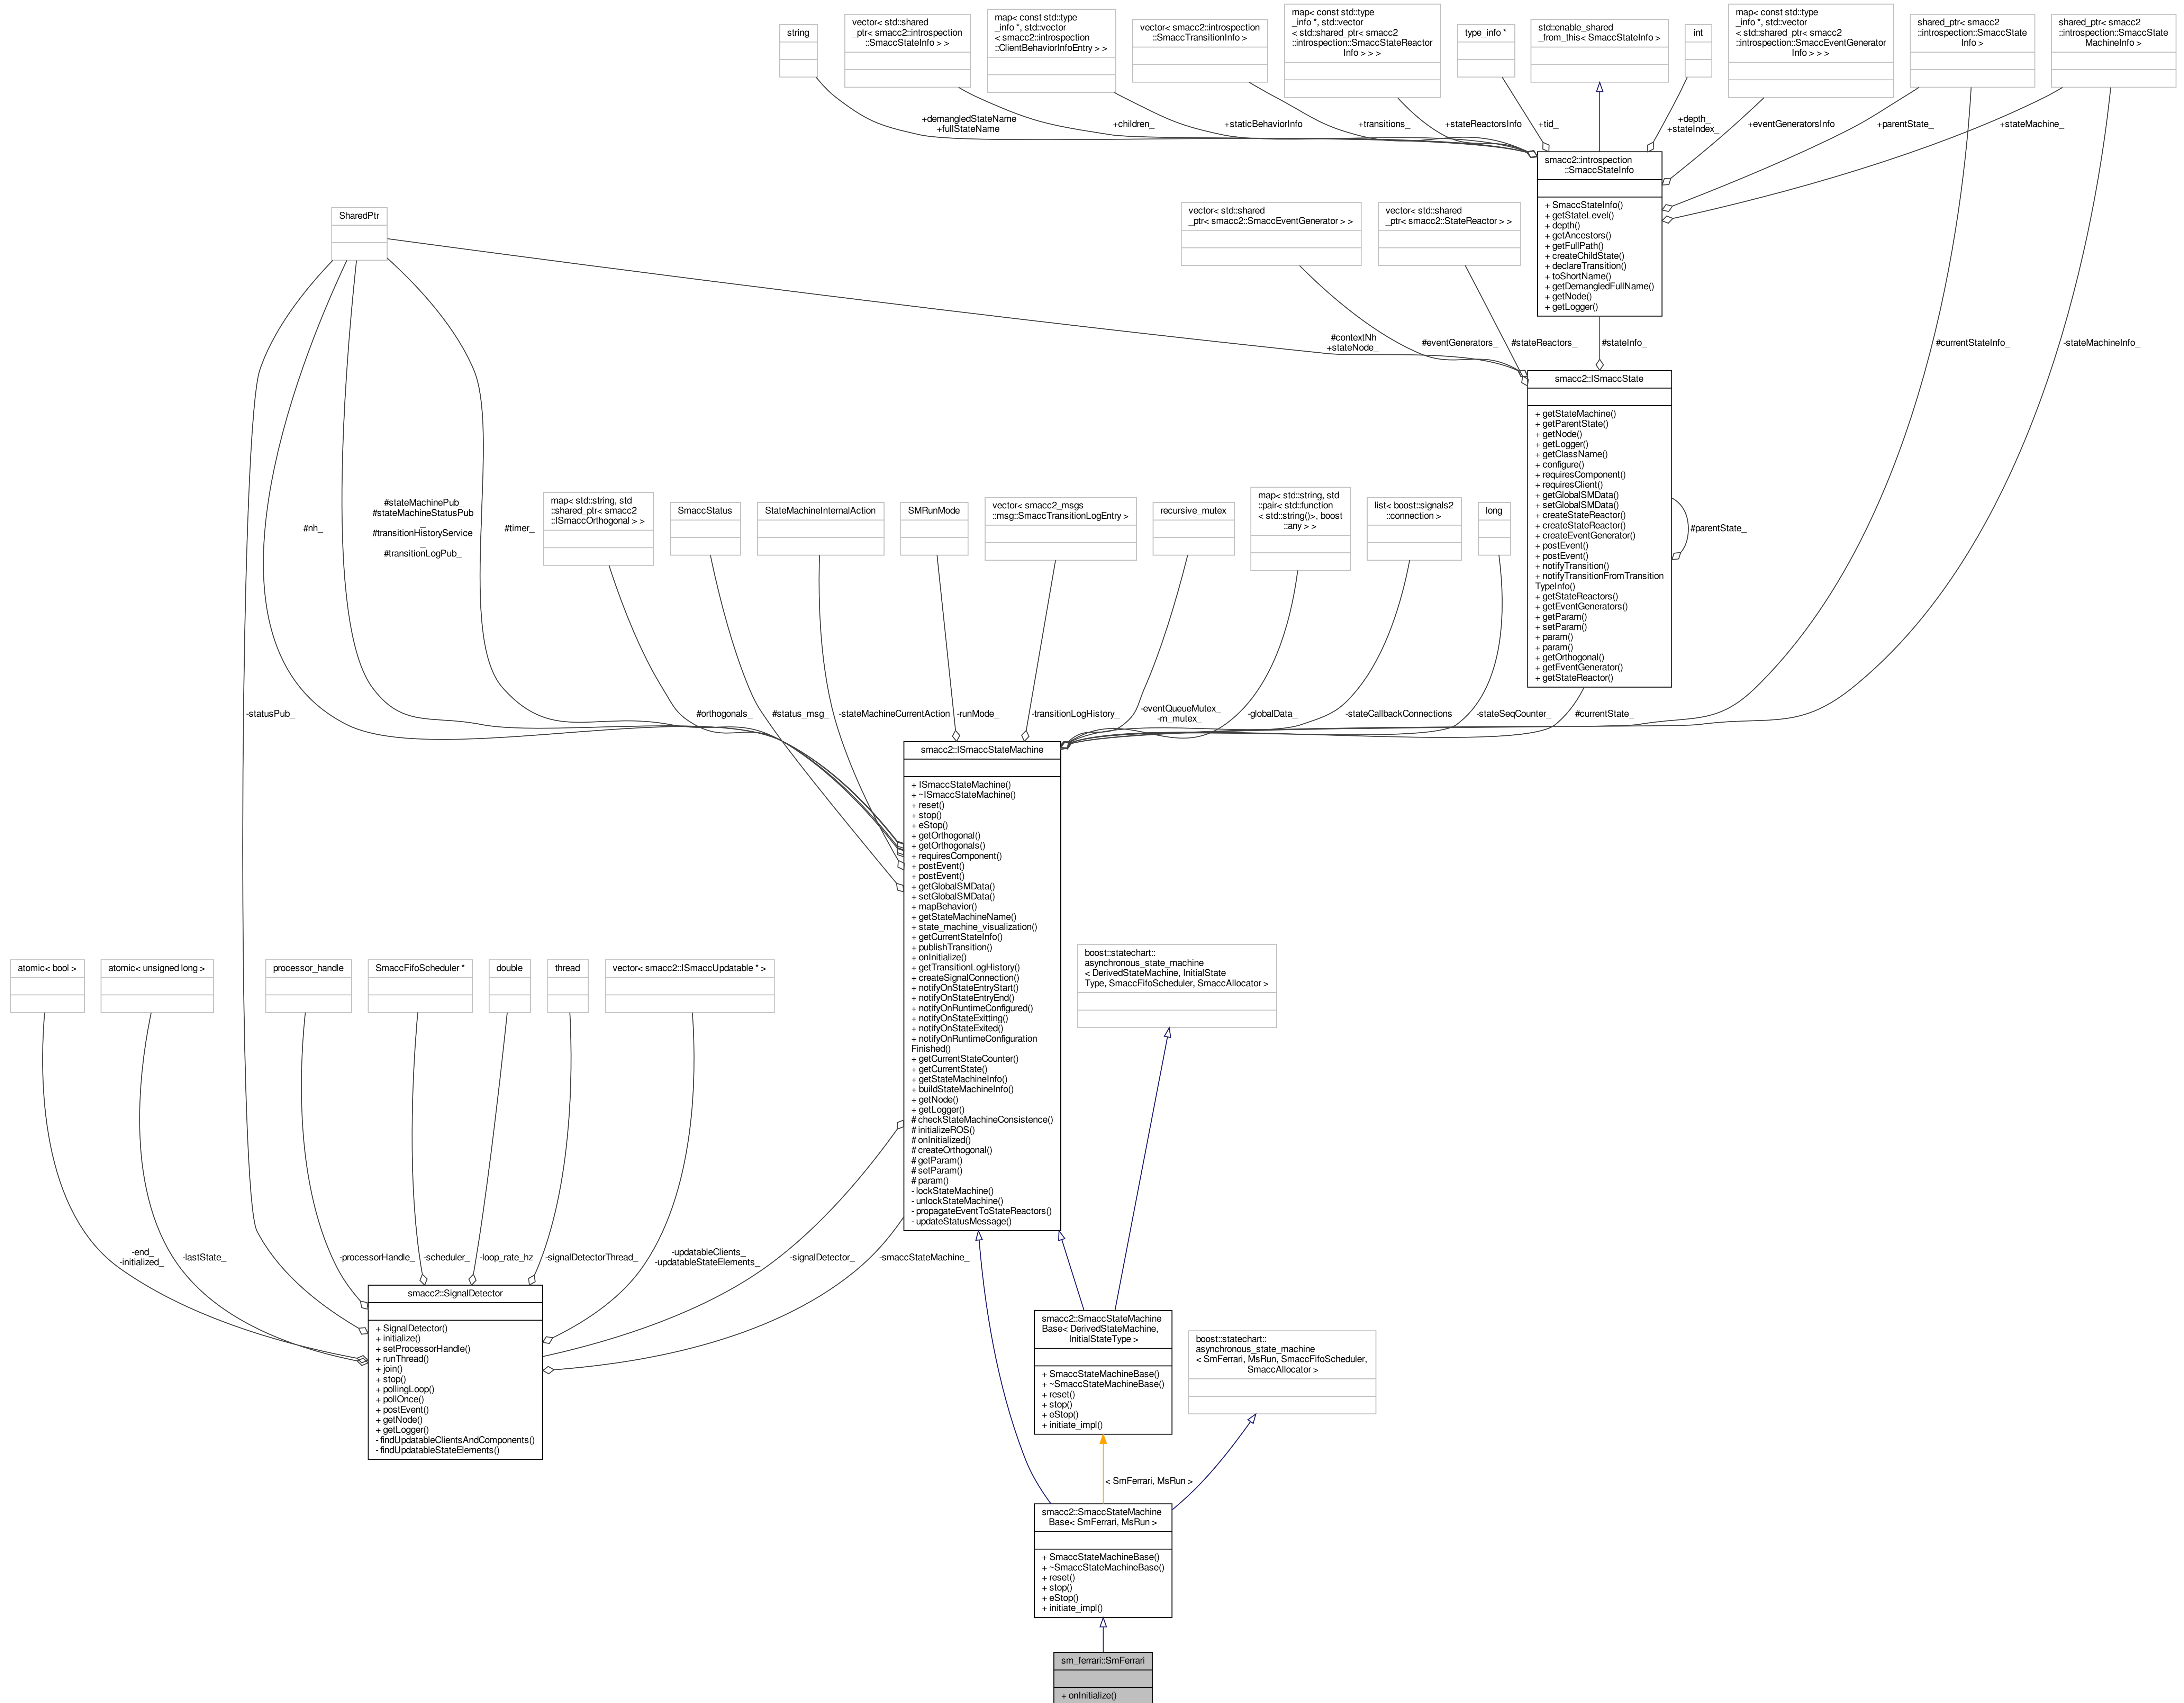 string
vector< std::shared
_ptr< smacc2::introspection
::SmaccStateInfo > >
map< const std::type
_info *, std::vector
< smacc2::introspection
::ClientBehaviorInfoEntry > >
vector< smacc2::introspection
::SmaccTransitionInfo >
map< const std::type
_info *, std::vector
< std::shared_ptr< smacc2
::introspection::SmaccStateReactor
Info > > >
type_info *
std::enable_shared
_from_this< SmaccStateInfo >
int
map< const std::type
_info *, std::vector
< std::shared_ptr< smacc2
::introspection::SmaccEventGenerator
Info > > >
shared_ptr< smacc2
::introspection::SmaccState
Info >
shared_ptr< smacc2
::introspection::SmaccState
MachineInfo >
+demangledStateName
+fullStateName
+children_
+staticBehaviorInfo
+transitions_
+stateReactorsInfo
+tid_
+depth_
+stateIndex_
+eventGeneratorsInfo
+parentState_
+stateMachine_
smacc2::introspection
::SmaccStateInfo
+ SmaccStateInfo()
+ getStateLevel()
+ depth()
+ getAncestors()
+ getFullPath()
+ createChildState()
+ declareTransition()
+ toShortName()
+ getDemangledFullName()
+ getNode()
+ getLogger()
SharedPtr
vector< std::shared
_ptr< smacc2::SmaccEventGenerator > >
vector< std::shared
_ptr< smacc2::StateReactor > >
#contextNh
+stateNode_
#eventGenerators_
#stateReactors_
#stateInfo_
#currentStateInfo_
-stateMachineInfo_
smacc2::ISmaccState
+ getStateMachine()
+ getParentState()
+ getNode()
+ getLogger()
+ getClassName()
+ configure()
+ requiresComponent()
+ requiresClient()
+ getGlobalSMData()
+ setGlobalSMData()
+ createStateReactor()
+ createStateReactor()
+ createEventGenerator()
+ postEvent()
+ postEvent()
+ notifyTransition()
+ notifyTransitionFromTransition
TypeInfo()
+ getStateReactors()
+ getEventGenerators()
+ getParam()
+ setParam()
+ param()
+ param()
+ getOrthogonal()
+ getEventGenerator()
+ getStateReactor()
#parentState_
#nh_
#stateMachinePub_
#stateMachineStatusPub
_
#transitionHistoryService
_
#transitionLogPub_
#timer_
map< std::string, std
::shared_ptr< smacc2
::ISmaccOrthogonal > >
SmaccStatus
StateMachineInternalAction
SMRunMode
vector< smacc2_msgs
::msg::SmaccTransitionLogEntry >
recursive_mutex
map< std::string, std
::pair< std::function
< std::string()>, boost
::any > >
list< boost::signals2
::connection >
long
-statusPub_
#orthogonals_
#status_msg_
-stateMachineCurrentAction
-runMode_
-transitionLogHistory_
-eventQueueMutex_
-m_mutex_
-globalData_
-stateCallbackConnections
-stateSeqCounter_
#currentState_
smacc2::ISmaccStateMachine
+ ISmaccStateMachine()
+ ~ISmaccStateMachine()
+ reset()
+ stop()
+ eStop()
+ getOrthogonal()
+ getOrthogonals()
+ requiresComponent()
+ postEvent()
+ postEvent()
+ getGlobalSMData()
+ setGlobalSMData()
+ mapBehavior()
+ getStateMachineName()
+ state_machine_visualization()
+ getCurrentStateInfo()
+ publishTransition()
+ onInitialize()
+ getTransitionLogHistory()
+ createSignalConnection()
+ notifyOnStateEntryStart()
+ notifyOnStateEntryEnd()
+ notifyOnRuntimeConfigured()
+ notifyOnStateExitting()
+ notifyOnStateExited()
+ notifyOnRuntimeConfiguration
Finished()
+ getCurrentStateCounter()
+ getCurrentState()
+ getStateMachineInfo()
+ buildStateMachineInfo()
+ getNode()
+ getLogger()
# checkStateMachineConsistence()
# initializeROS()
# onInitialized()
# createOrthogonal()
# getParam()
# setParam()
# param()
- lockStateMachine()
- unlockStateMachine()
- propagateEventToStateReactors()
- updateStatusMessage()
atomic< bool >
atomic< unsigned long >
processor_handle
SmaccFifoScheduler *
double
thread
vector< smacc2::ISmaccUpdatable * >
boost::statechart::
asynchronous_state_machine
< DerivedStateMachine, InitialState
Type, SmaccFifoScheduler, SmaccAllocator >
-end_
-initialized_
-lastState_
-processorHandle_
-scheduler_
-loop_rate_hz
-signalDetectorThread_
-updatableClients_
-updatableStateElements_
-signalDetector_
-smaccStateMachine_
smacc2::SignalDetector
+ SignalDetector()
+ initialize()
+ setProcessorHandle()
+ runThread()
+ join()
+ stop()
+ pollingLoop()
+ pollOnce()
+ postEvent()
+ getNode()
+ getLogger()
- findUpdatableClientsAndComponents()
- findUpdatableStateElements()
smacc2::SmaccStateMachine
Base< DerivedStateMachine,
InitialStateType >
+ SmaccStateMachineBase()
+ ~SmaccStateMachineBase()
+ reset()
+ stop()
+ eStop()
+ initiate_impl()
boost::statechart::
asynchronous_state_machine
< SmFerrari, MsRun, SmaccFifoScheduler,
SmaccAllocator >
< SmFerrari, MsRun >
smacc2::SmaccStateMachine
Base< SmFerrari, MsRun >
+ SmaccStateMachineBase()
+ ~SmaccStateMachineBase()
+ reset()
+ stop()
+ eStop()
+ initiate_impl()
sm_ferrari::SmFerrari
+ onInitialize()